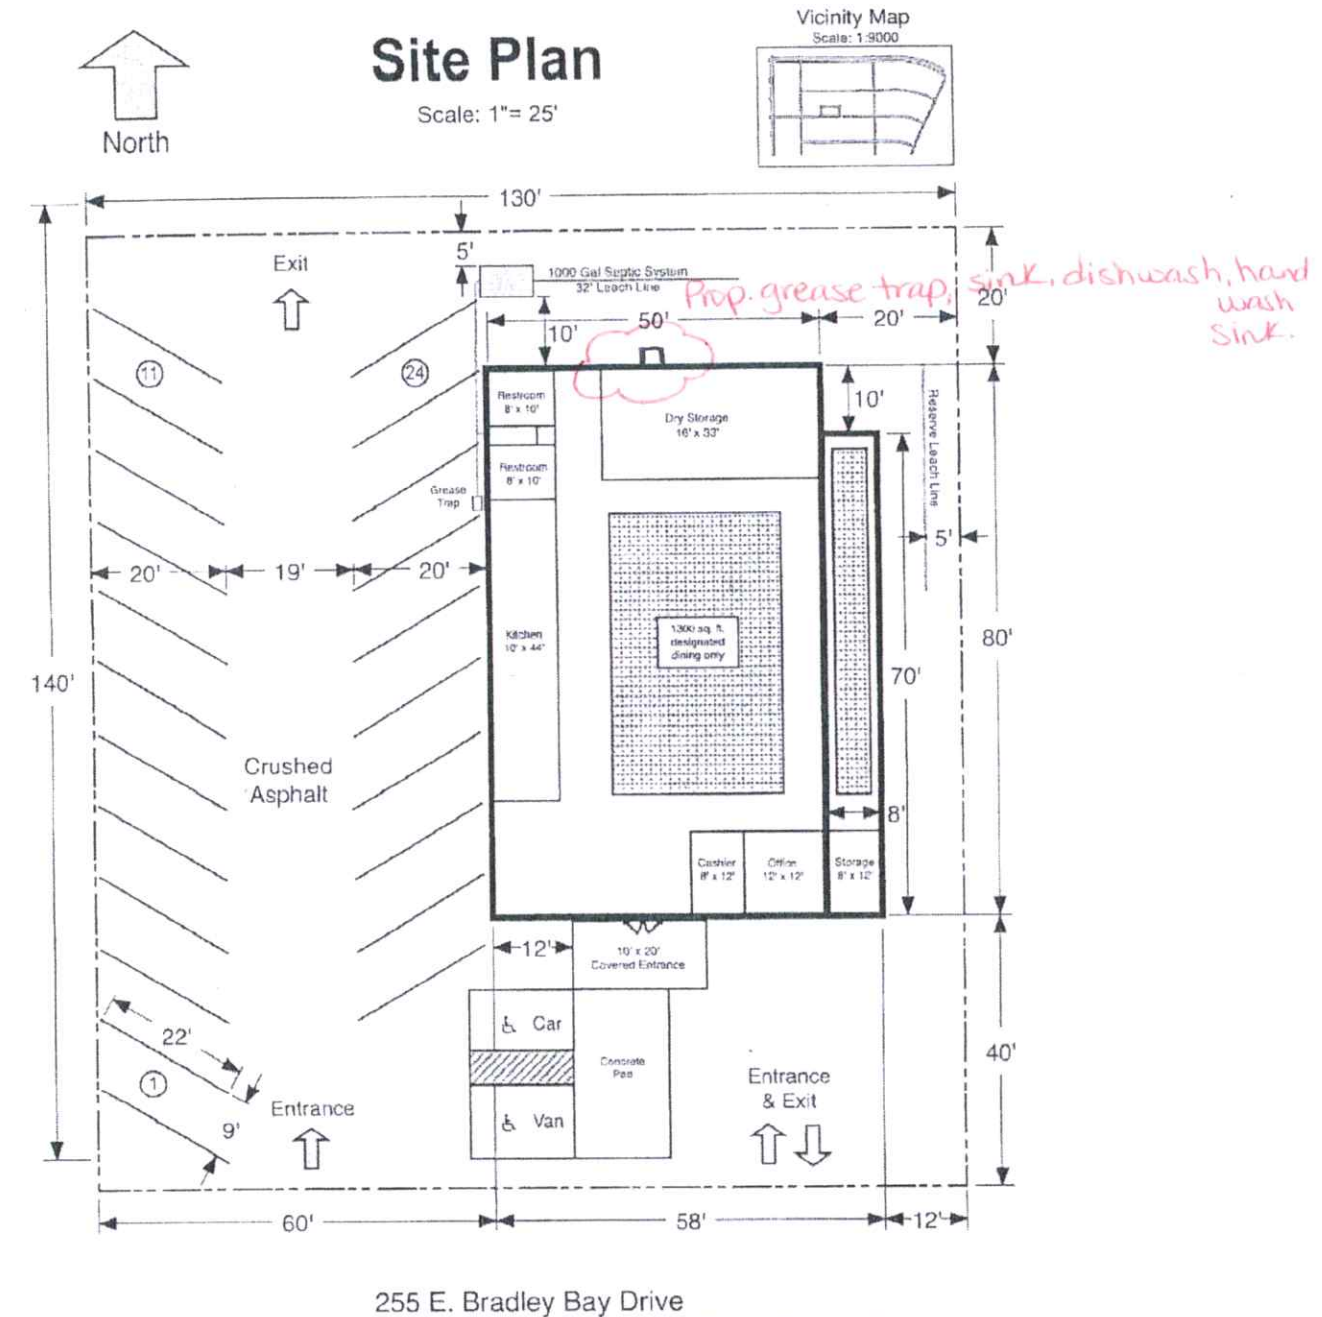 Vicinity Map
Scale: 1:9000
Site Plan
Scale: 1"= 25'
North
130'
5'
Exit
1000 Gal Septic System
32' Leach Line
Prop. grease trap, sink, dishwash, hand
wash
sink.
20'
50'
20'
10'
11
24
Restroom
8' x 10'
Dry Storage
16' x 33'
10'
Reserve Leach Line
Restroom
8' x 10'
Grease
Trap
5'
20'
19'
20'
1300 sq. ft.
designated
dining only
Kitchen
10' x 44'
80'
70'
140'
Crushed
Asphalt
8'
Cashier
8' x 12'
Office
12' x 12'
Storage
8' x 12'
12'
10' x 20'
Covered Entrance
Car
22'
Concrete
Pad
40'
1
Entrance
& Exit
Entrance
9'
Van
60'
58'
12'
255 E. Bradley Bay Drive